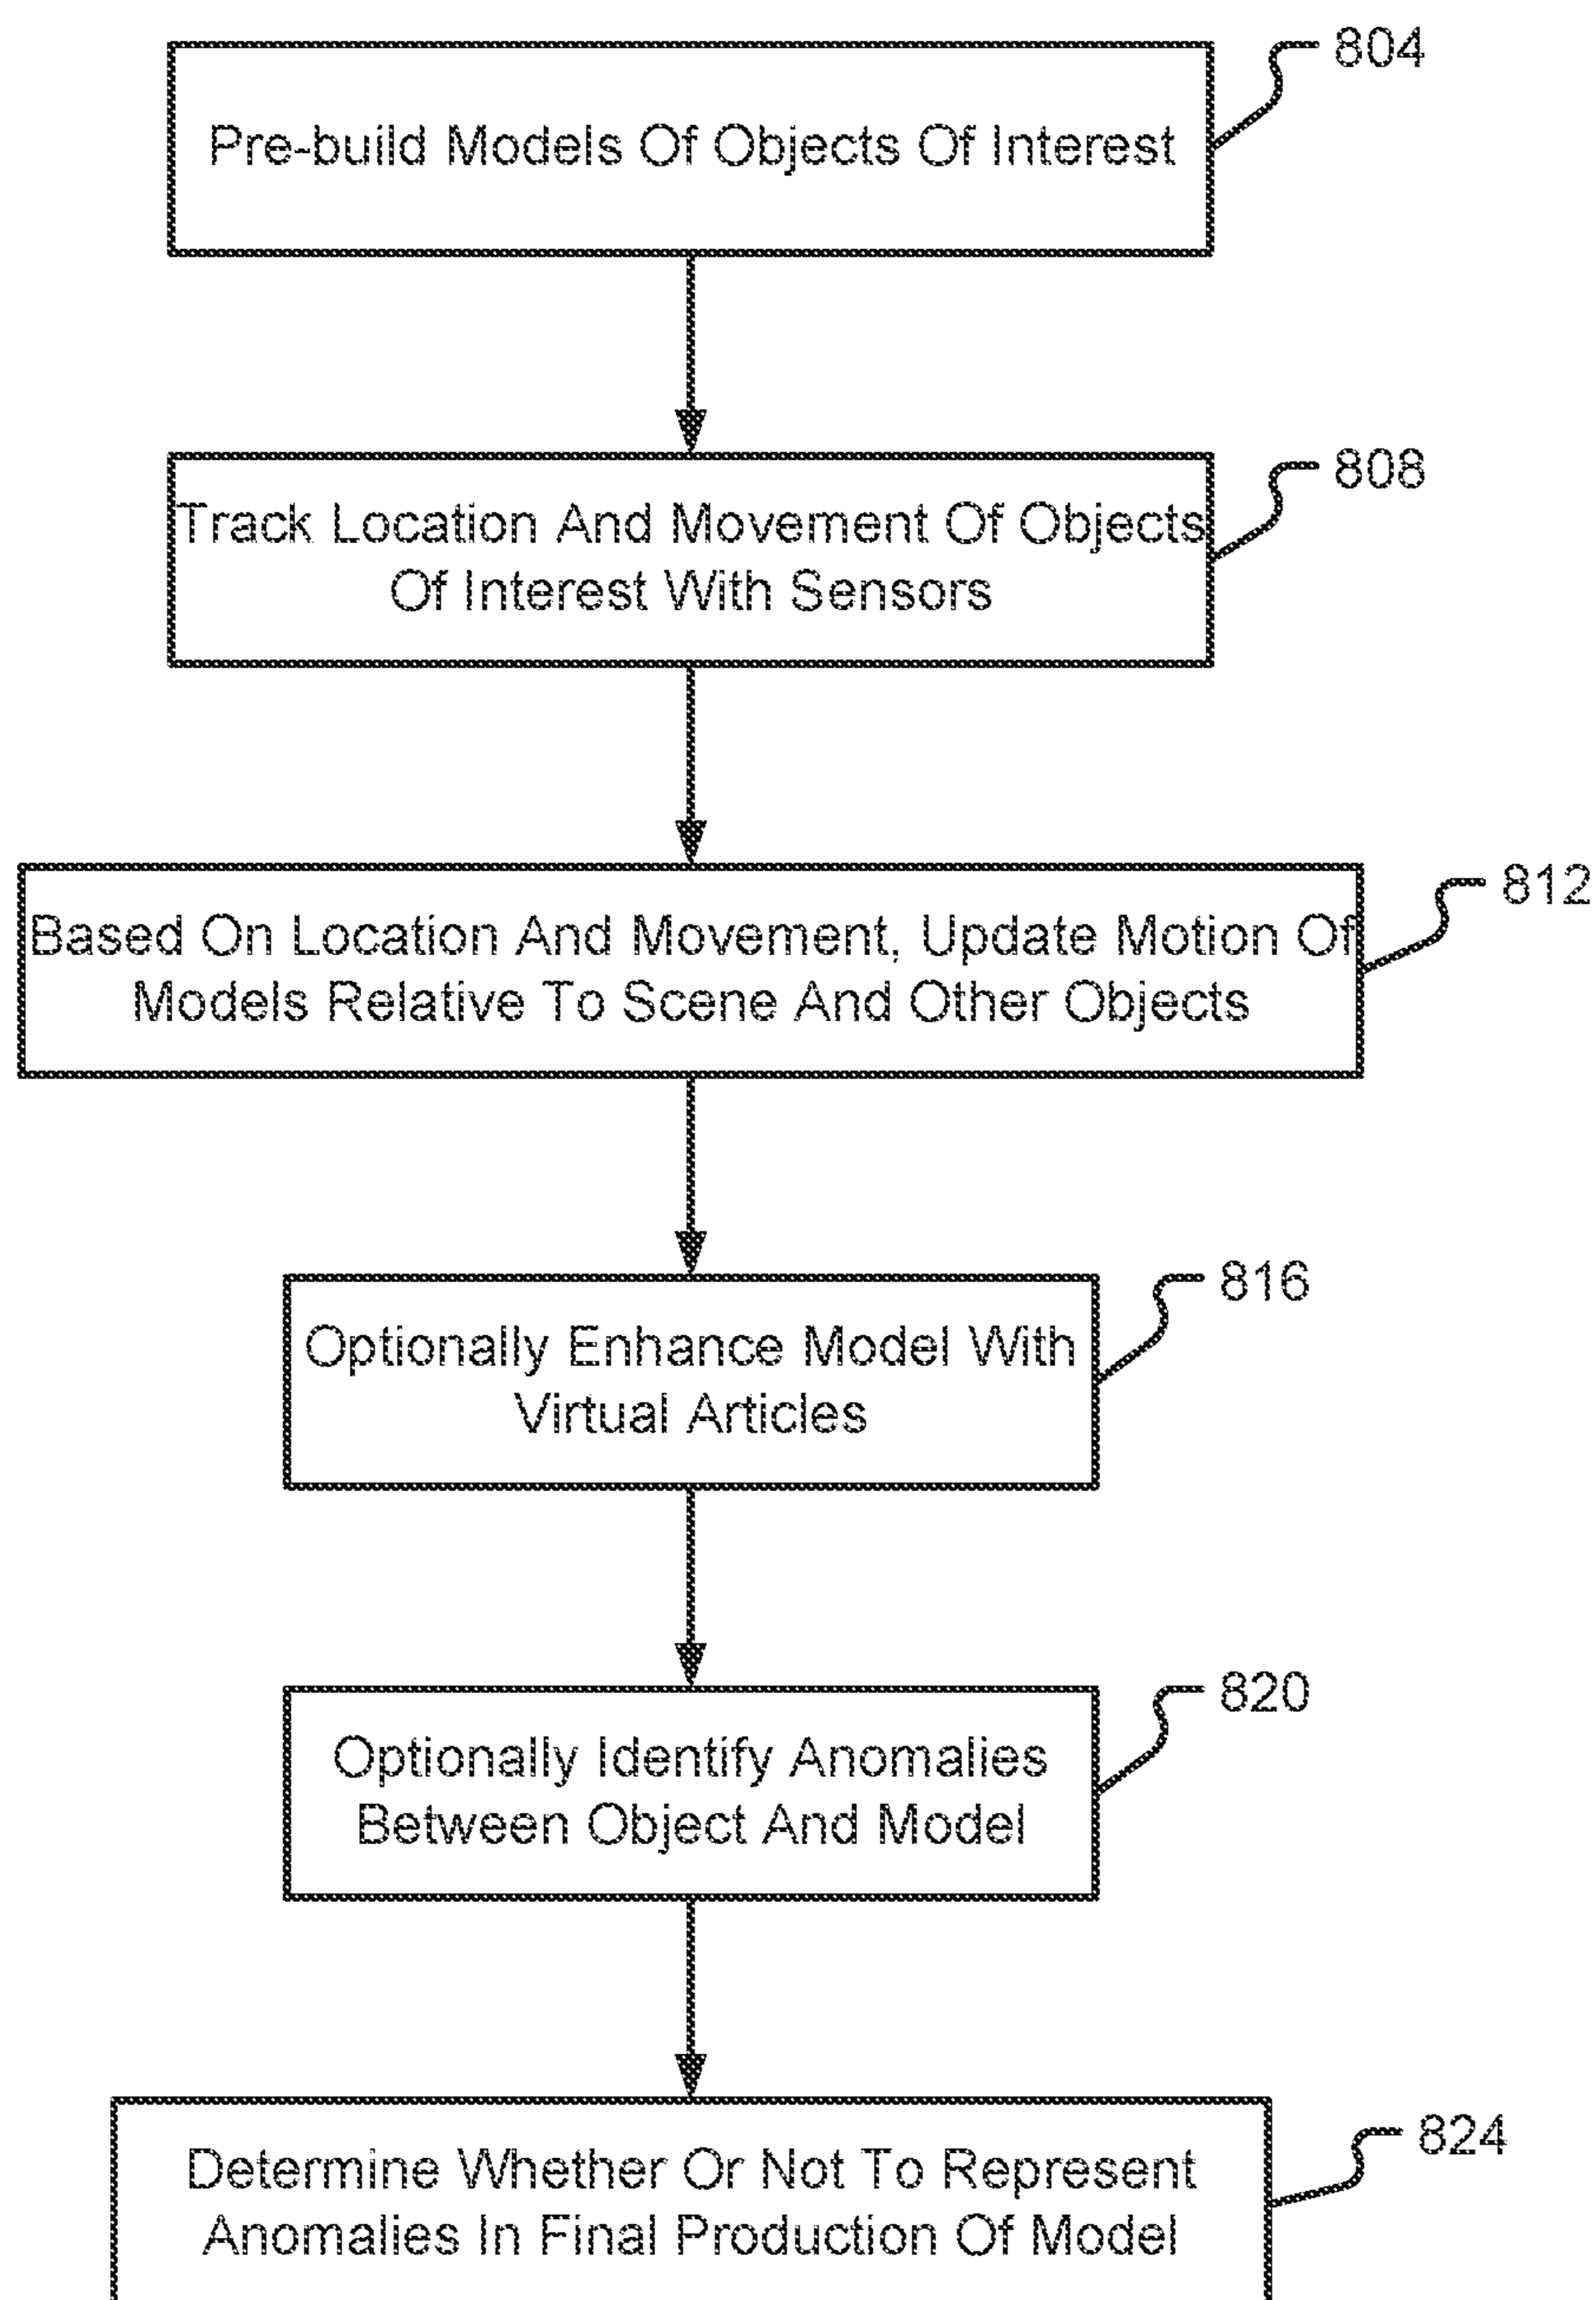 804
Pre-build Models Of Objects Of Interest
808
Track Location And Movement Of Objects
Of Interest With Sensors
812
Based On Location And Movement, Update Motion Of
Models Relative To Scene And Other Objects
816
Optionally Enhance Model With
Virtual Articles
820
Optionally Identify Anomalies
Between Object And Model
824
Determine Whether Or Not To Represent
Anomalies In Final Production Of Model